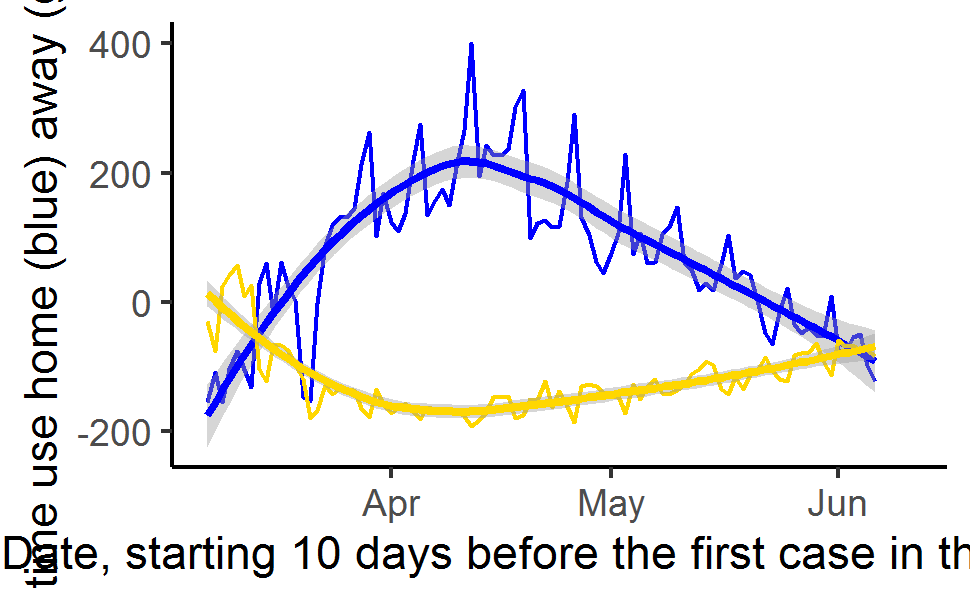 time use home (blue) away (
400
200
0
-200
Apr May Jun
Date, starting 10 days before the first case in th